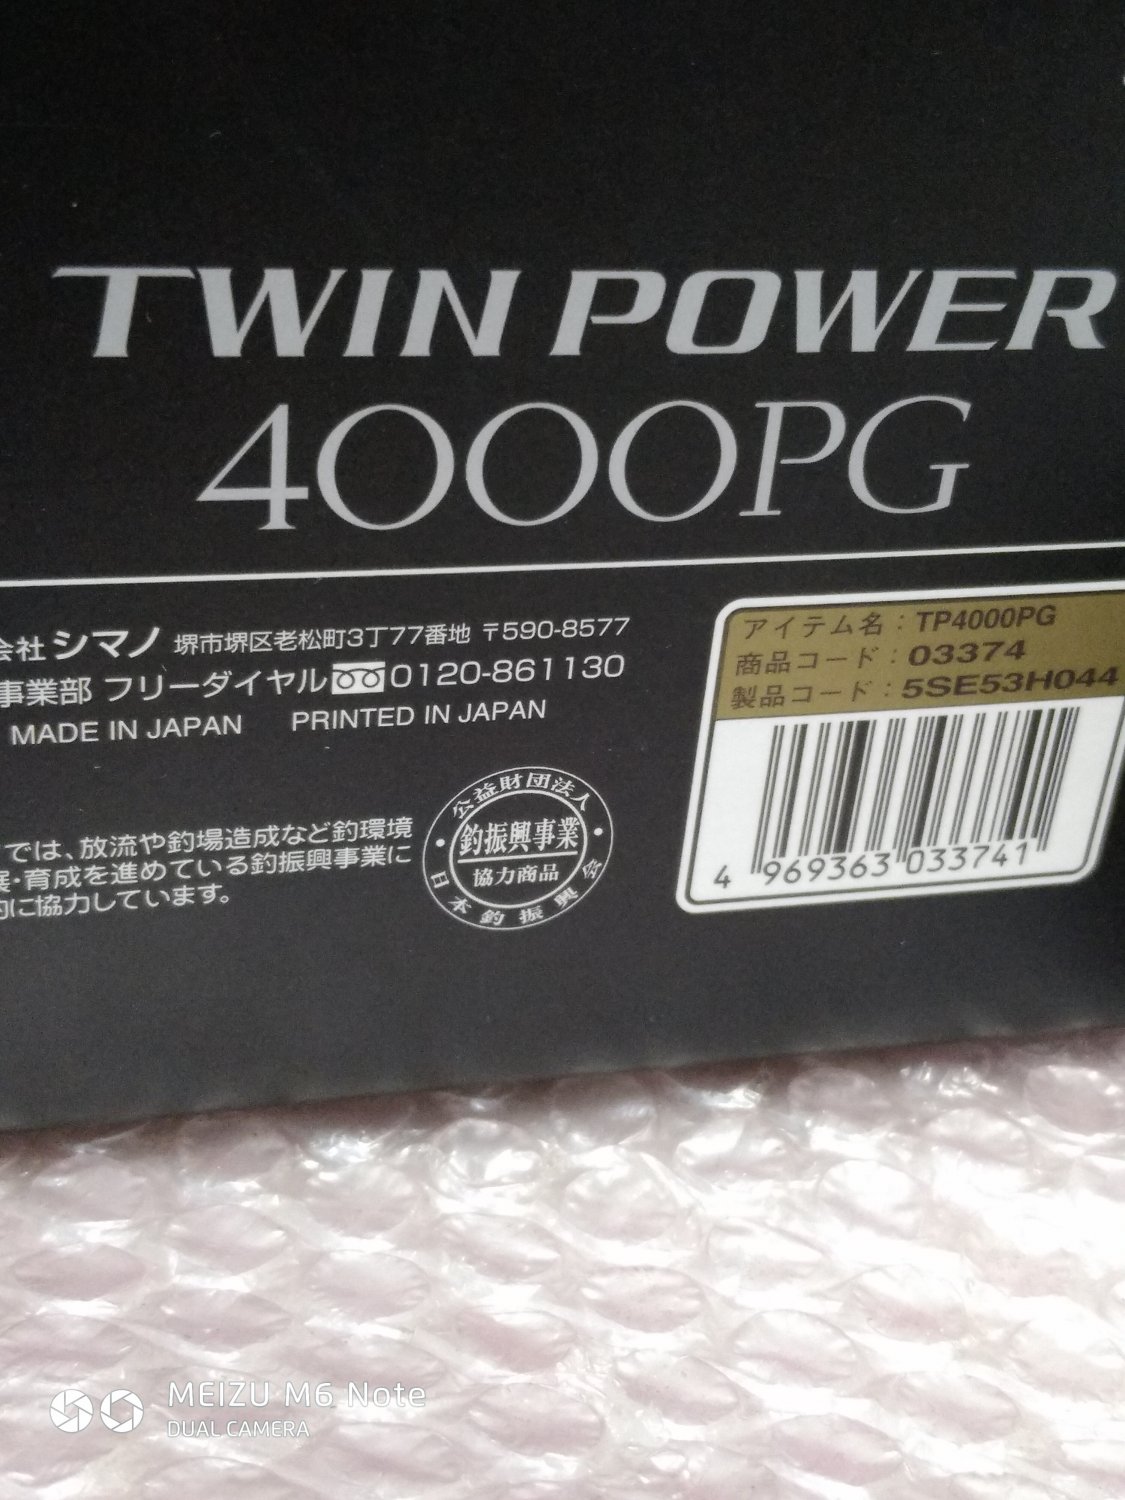 TWIN POWER
4000PG
会社 シマノ 堺市堺区老松町3丁77番地 〒590-8577
事業部 フリーダイヤル 0120-861130
MADE IN JAPAN PRINTED IN JAPAN
では、放流や釣場造成など釣環境
展・育成を進めている釣振興事業に
的に協力しています。
公益財団法人
釣振興事業
協力商品
日本釣振興会
アイテム名：TP4000PG
商品コード：03374
製品コード：5SE53H044
4 969363 033741
MEIZU M6 Note
DUAL CAMERA